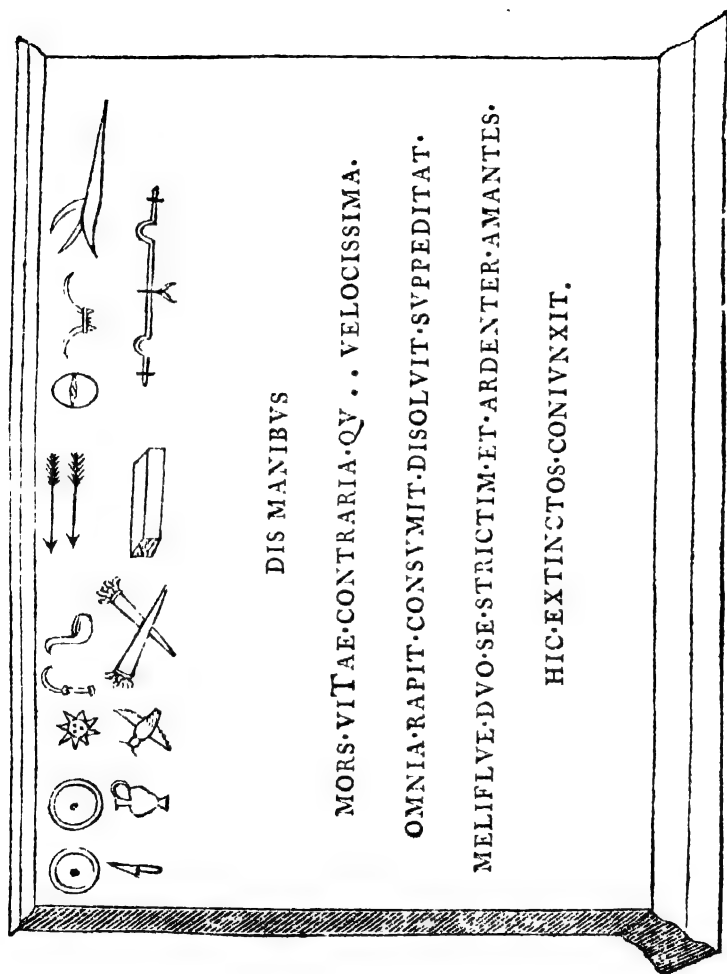 DIS MANIBVS
MORS·VITAE·CONTRARIA·QV . . VELOCISSIMA.
OMNIA·RAPIT·CONSVMIT·DISOLVIT·SVPPEDITAT·
MELIFLVE·DVO·SE·STRICTIM·ET·ARDENTER·AMANTES·
HIC·EXTINCTOS·CONIVNXIT.